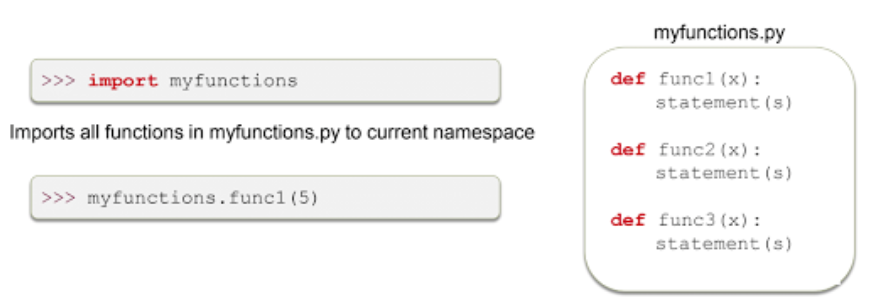 >>> import myfunctions
Imports all functions in myfunctions.py to current namespace
>>> myfunctions.func1(5)
myfunctions.py
def func1(x):
    statement(s)
def func2(x):
    statement(s)
def func3(x):
    statement(s)